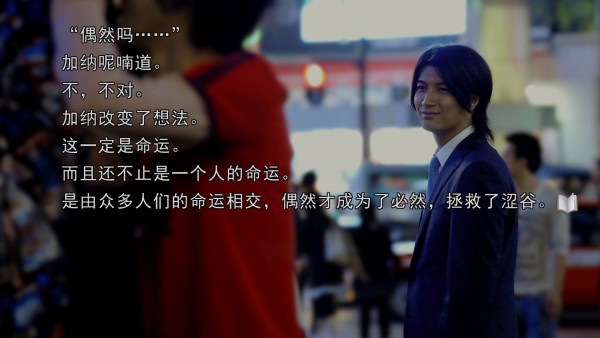 “偶然吗……”
加纳呢喃道。
不，不对。
加纳改变了想法。
这一定是命运。
而且还不止是一个人的命运。
是由众多人们的命运相交，偶然才成为了必然，拯救了涩谷。